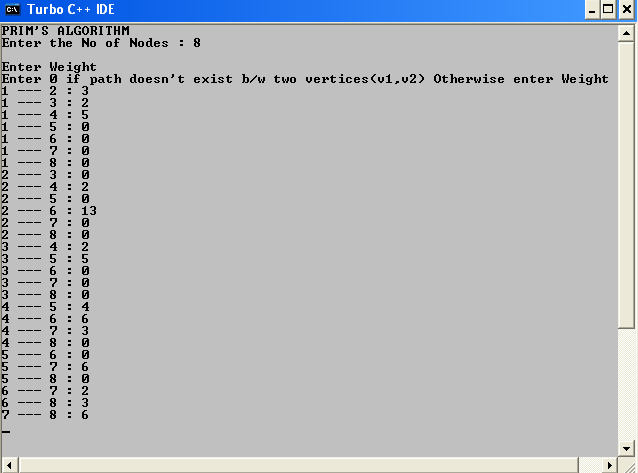 Turbo C++ IDE
PRIM'S ALGORITHM
Enter the No of Nodes : 8
Enter Weight
Enter 0 if path doesn't exist b/w two vertices(v1,v2) Otherwise enter Weight
1 --- 2 : 3
1 --- 3 : 2
1 --- 4 : 5
1 --- 5 : 0
1 --- 6 : 0
1 --- 7 : 0
1 --- 8 : 0
2 --- 3 : 0
2 --- 4 : 2
2 --- 5 : 0
2 --- 6 : 13
2 --- 7 : 0
2 --- 8 : 0
3 --- 4 : 2
3 --- 5 : 5
3 --- 6 : 0
3 --- 7 : 0
3 --- 8 : 0
4 --- 5 : 4
4 --- 6 : 6
4 --- 7 : 3
4 --- 8 : 0
5 --- 6 : 0
5 --- 7 : 6
5 --- 8 : 0
6 --- 7 : 2
6 --- 8 : 3
7 --- 8 : 6